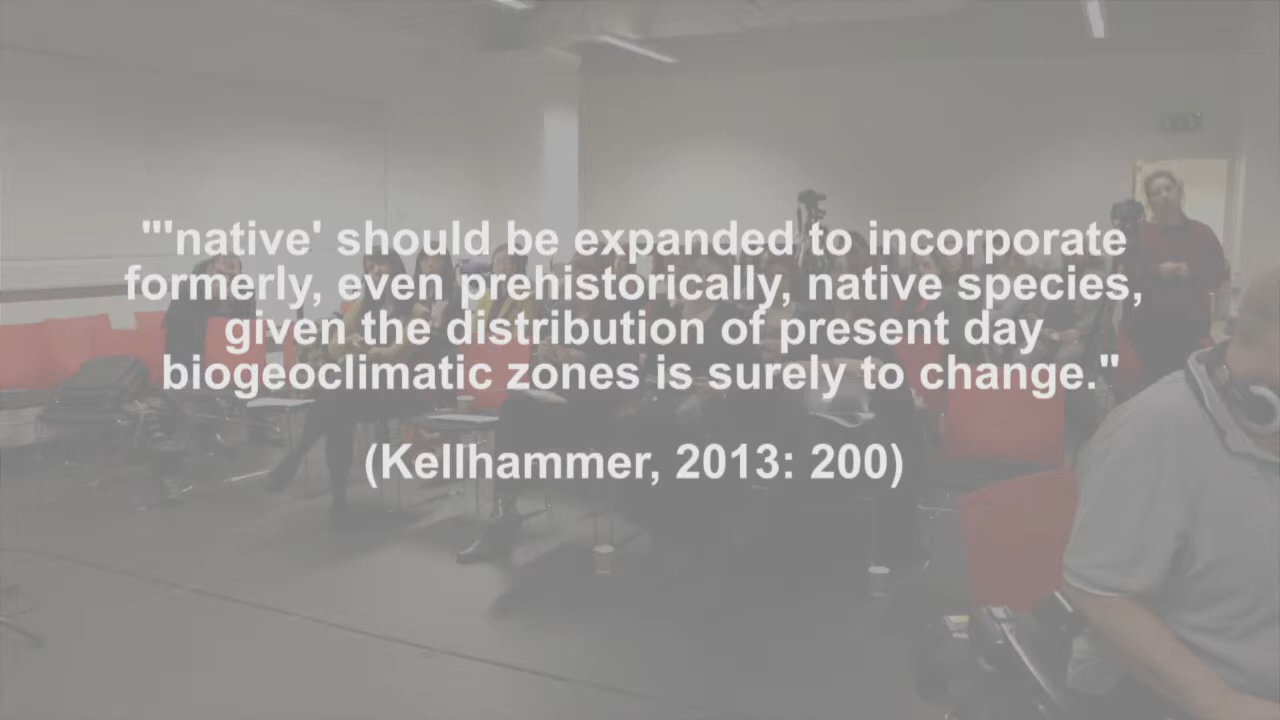 "'native' should be expanded to incorporate
formerly, even prehistorically, native species,
given the distribution of present day
biogeoclimatic zones is surely to change."
(Kellhammer, 2013: 200)